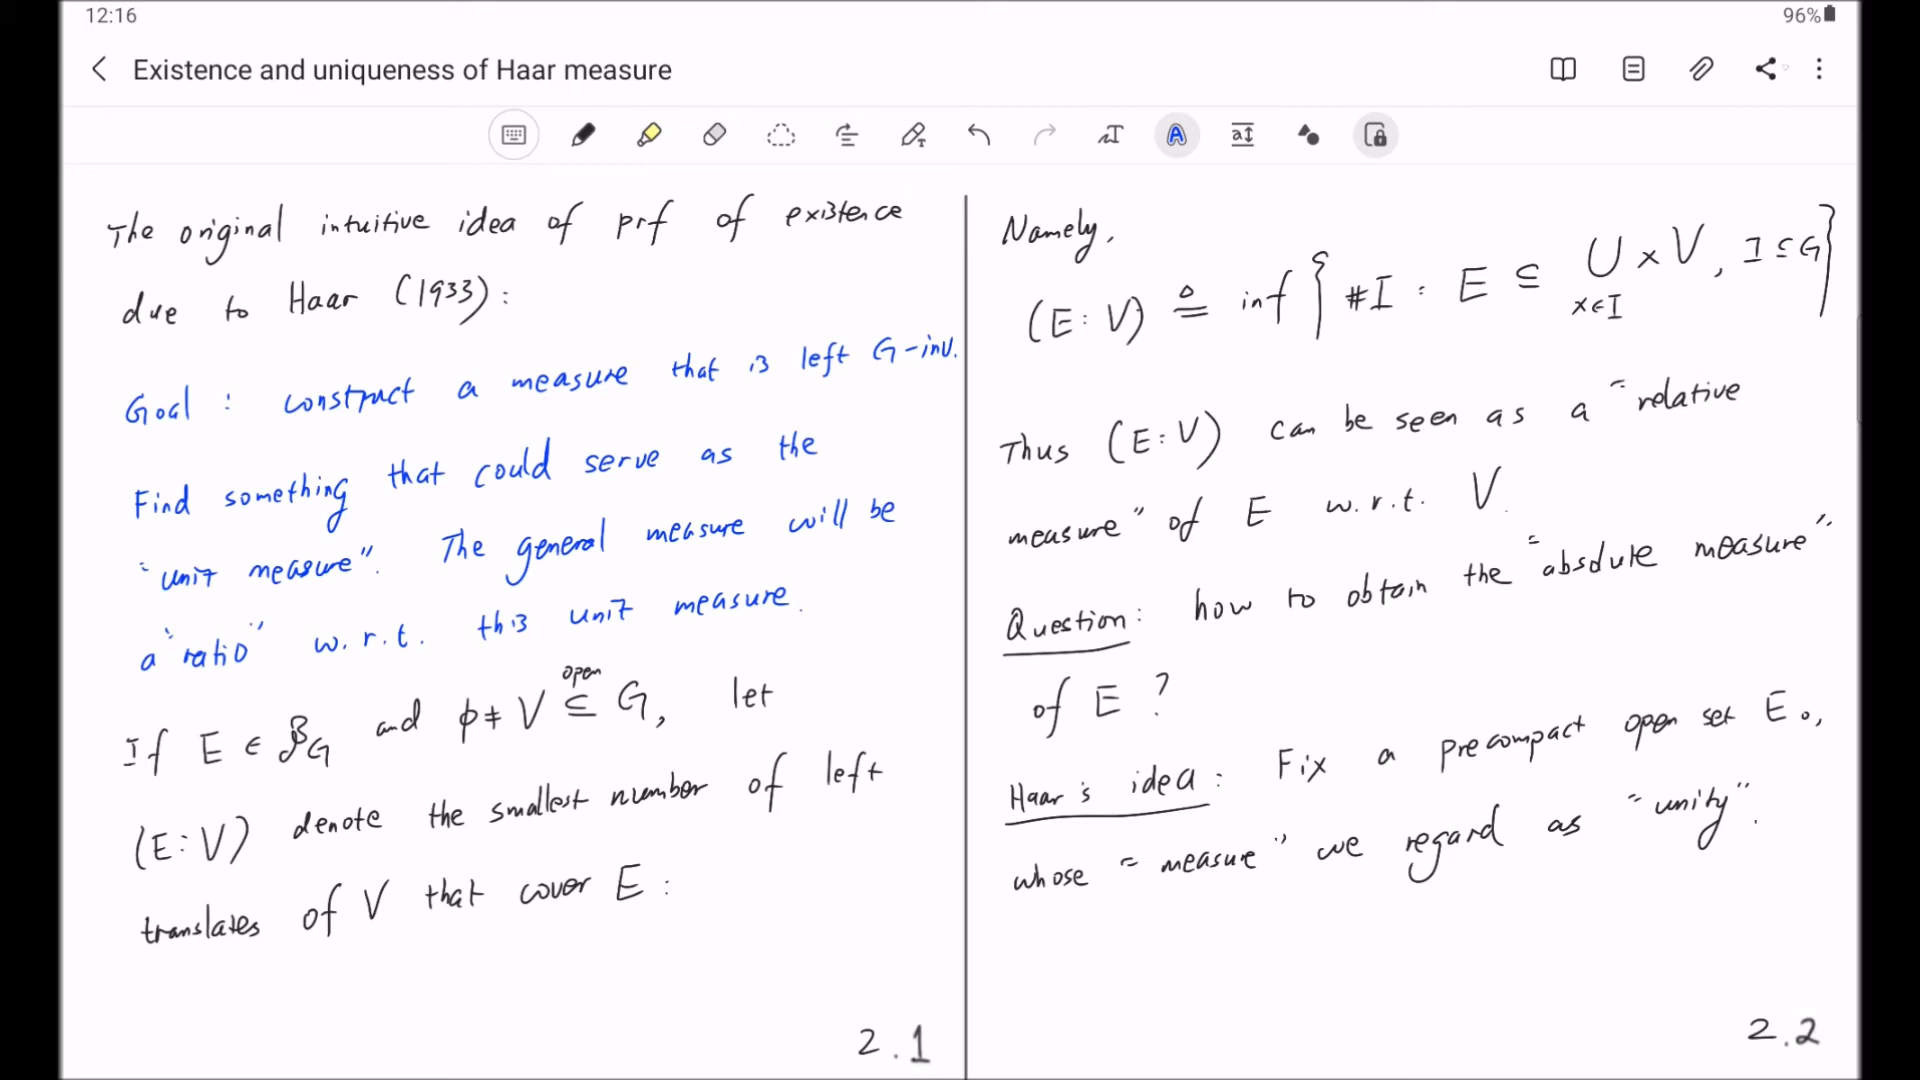 12:16
96%
Existence and uniqueness of Haar measure
The original intuitive idea of prf of existence
due to Haar (1933):
Goal: construct a measure that is left G-inv.
Find something that could serve as the
"unit measure". The general measure will be
a "ratio" w.r.t. this unit measure.
If E ∈ 𝓑_G and ∅ ≠ V ⊆ G, let
open
(E:V) denote the smallest number of left
translates of V that cover E:
2.1
Namely,
(E:V) ≜ inf { #I : E ⊆ ∪_{x∈I} xV, I ⊆ G }
Thus (E:V) can be seen as a "relative
measure" of E w.r.t. V.
Question: how to obtain the "absolute measure"
of E?
Haar's idea: Fix a precompact open set E₀,
whose "measure" we regard as "unity".
2.2